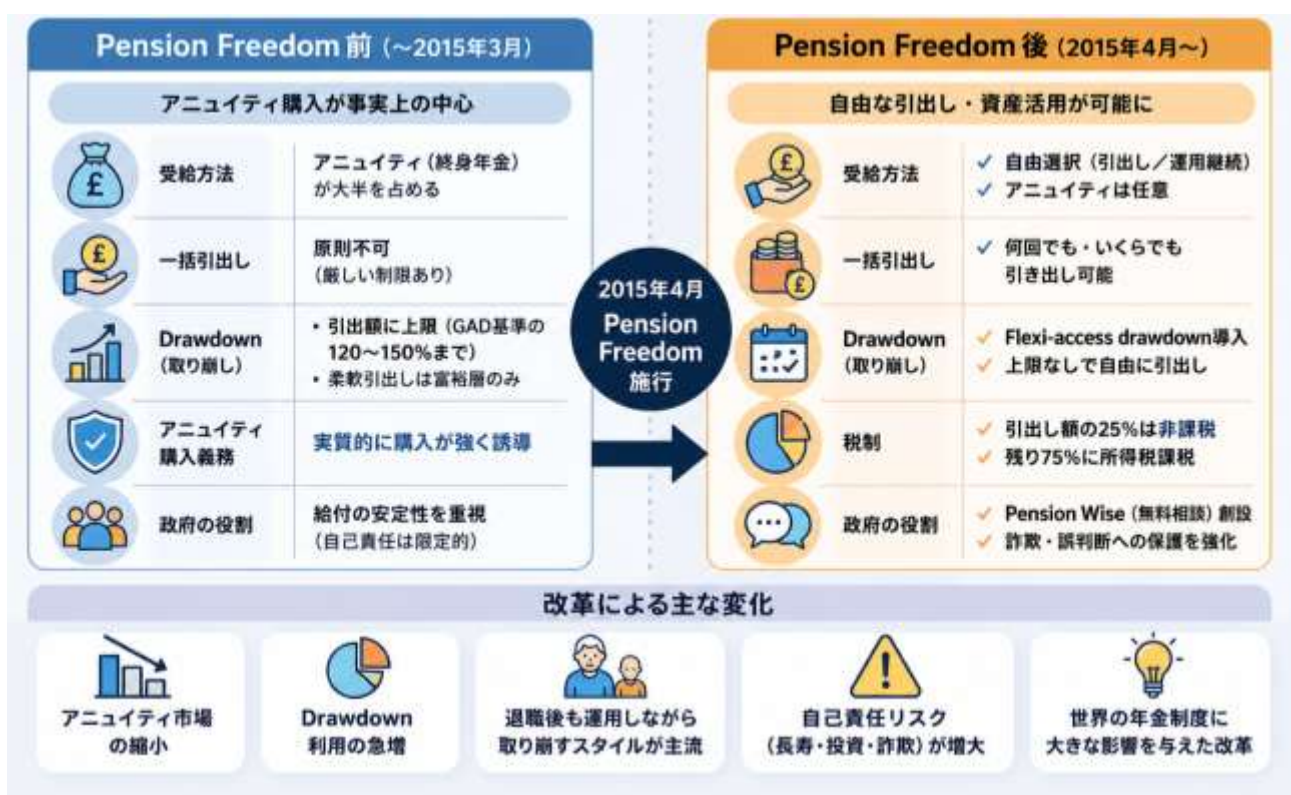 Pension Freedom 前（～2015年3月）
アニュイティ購入が事実上の中心
受給方法
アニュイティ（終身年金）
が大半を占める
£
一括引出し
原則不可
（厳しい制限あり）
£
Drawdown
（取り崩し）
• 引出額に上限（GAD基準の
120～150%まで）
• 柔軟引出しは富裕層のみ
アニュイティ
購入義務
実質的に購入が強く誘導
政府の役割
給付の安定性を重視
（自己責任は限定的）
2015年4月
Pension
Freedom
施行
Pension Freedom 後（2015年4月～）
自由な引出し・資産活用が可能に
£
受給方法
✓ 自由選択（引出し／運用継続）
✓ アニュイティは任意
£
一括引出し
✓ 何回でも・いくらでも
引き出し可能
Drawdown
（取り崩し）
✓ Flexi-access drawdown導入
✓ 上限なしで自由に引出し
税制
✓ 引出し額の25%は非課税
✓ 残り75%に所得税課税
政府の役割
✓ Pension Wise（無料相談）創設
✓ 詐欺・誤判断への保護を強化
改革による主な変化
アニュイティ市場
の縮小
Drawdown
利用の急増
退職後も運用しながら
取り崩すスタイルが主流
自己責任リスク
（長寿・投資・詐欺）が増大
世界の年金制度に
大きな影響を与えた改革